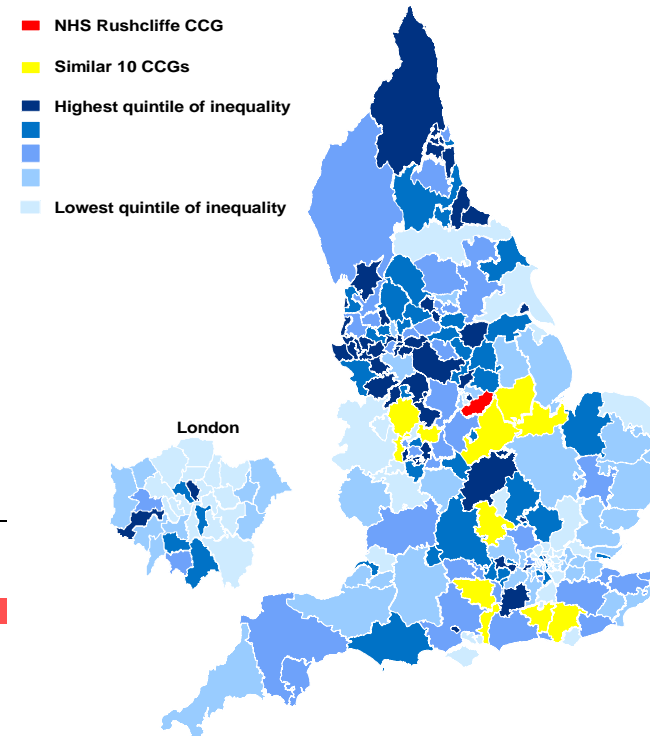 NHS Rushcliffe CCG
Similar 10 CCGs
Highest quintile of inequality
Lowest quintile of inequality
London